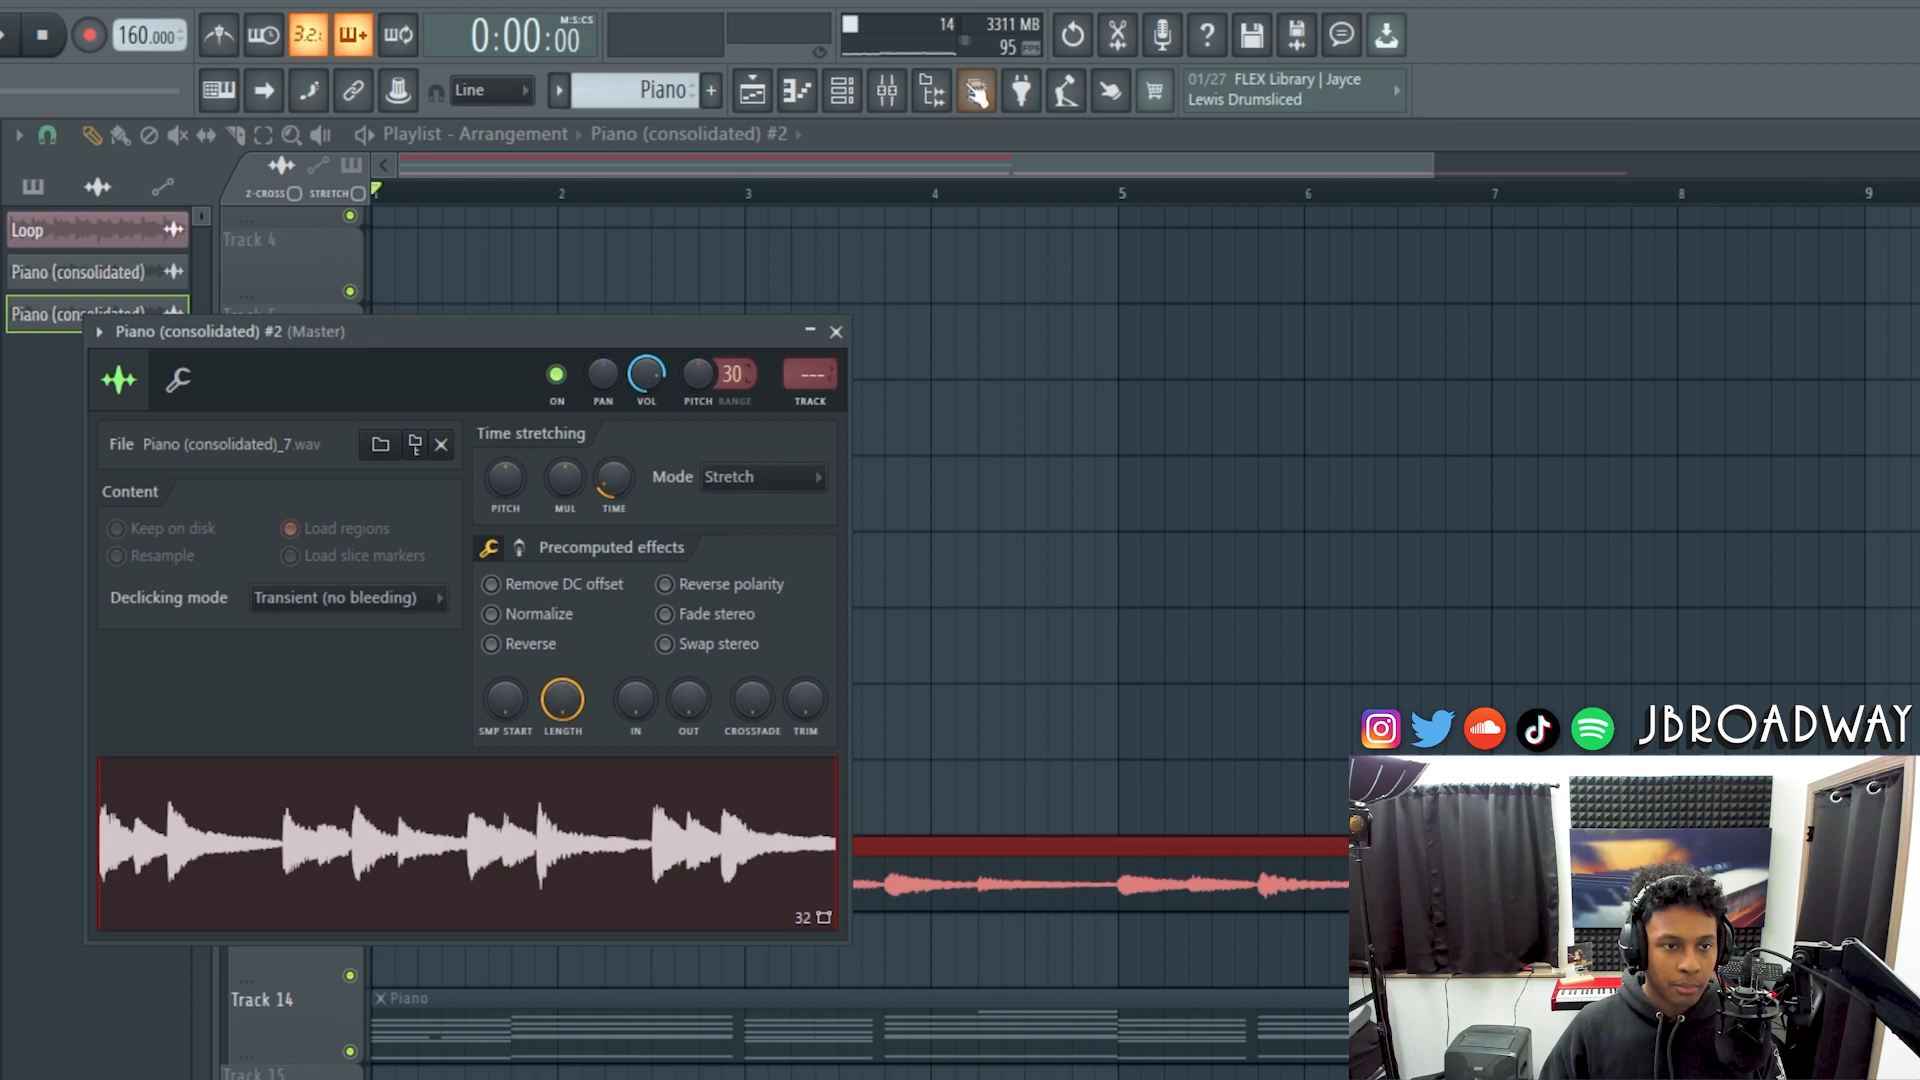 160.000
3.2.:
0:00:00
M:S:CS
14
3311 MB
95 FPS
Line
Piano
01/27 FLEX Library | Jayce
Lewis Drumsliced
Playlist - Arrangement › Piano (consolidated) #2 ›
Z-CROSS
STRETCH
2 3 4 5 6 7 8 9
Loop
Piano (consolidated)
Piano (consolidated)
Track 4
Piano (consolidated) #2 (Master)
30
---
ON PAN VOL PITCH RANGE TRACK
File Piano (consolidated)_7.wav
Content
Keep on disk
Load regions
Resample
Load slice markers
Declicking mode
Transient (no bleeding)
Time stretching
PITCH MUL TIME
Mode Stretch
Precomputed effects
Remove DC offset
Reverse polarity
Normalize
Fade stereo
Reverse
Swap stereo
SMP START LENGTH IN OUT CROSSFADE TRIM
32
JBROADWAY
Track 14
Piano
Track 15